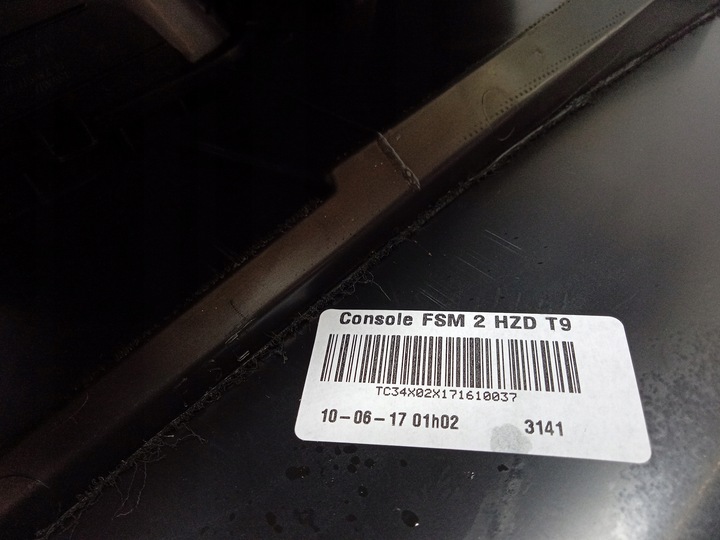 Console FSM 2 HZD T9
TC34X02X171610037
10-06-17 01h02 3141